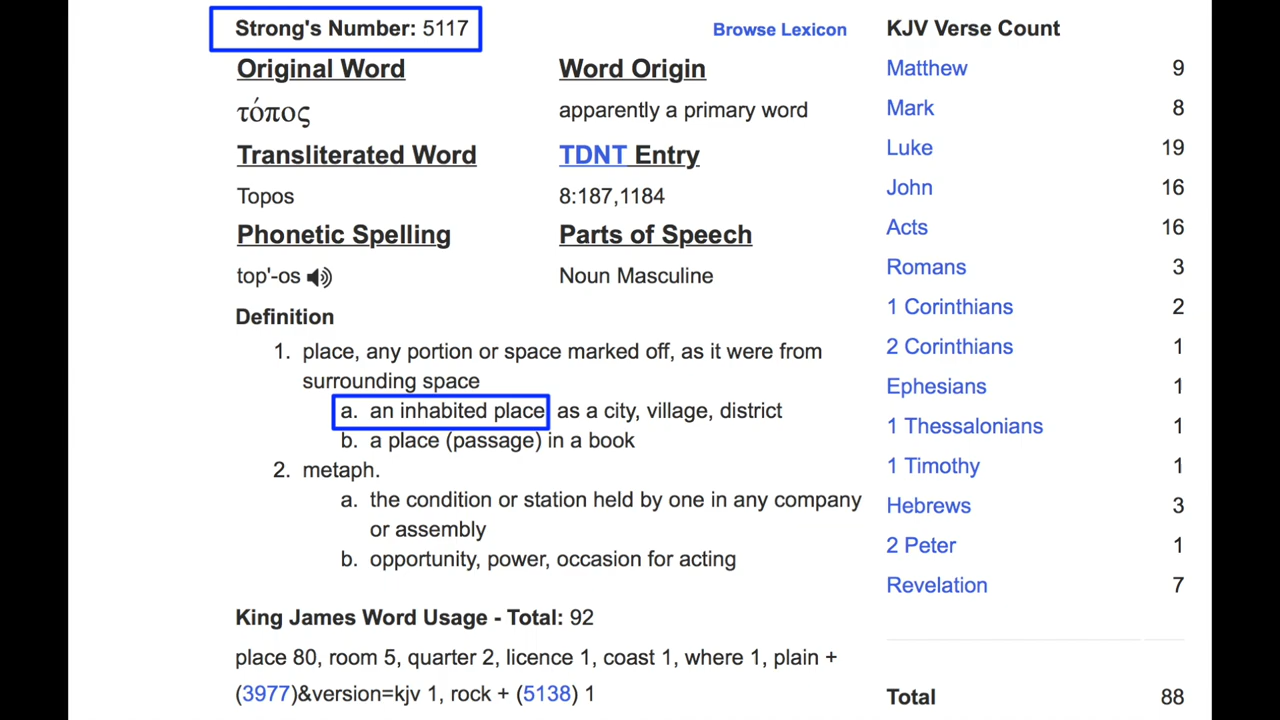 Strong's Number: 5117
Browse Lexicon
Original Word
Word Origin
τόπος
apparently a primary word
Transliterated Word
TDNT Entry
Topos
8:187,1184
Phonetic Spelling
Parts of Speech
top'-os
Noun Masculine
Definition
1. place, any portion or space marked off, as it were from
surrounding space
a. an inhabited place, as a city, village, district
b. a place (passage) in a book
2. metaph.
a. the condition or station held by one in any company
or assembly
b. opportunity, power, occasion for acting
King James Word Usage - Total: 92
place 80, room 5, quarter 2, licence 1, coast 1, where 1, plain +
(3977)&version=kjv 1, rock + (5138) 1
KJV Verse Count
Matthew 9
Mark 8
Luke 19
John 16
Acts 16
Romans 3
1 Corinthians 2
2 Corinthians 1
Ephesians 1
1 Thessalonians 1
1 Timothy 1
Hebrews 3
2 Peter 1
Revelation 7
Total 88